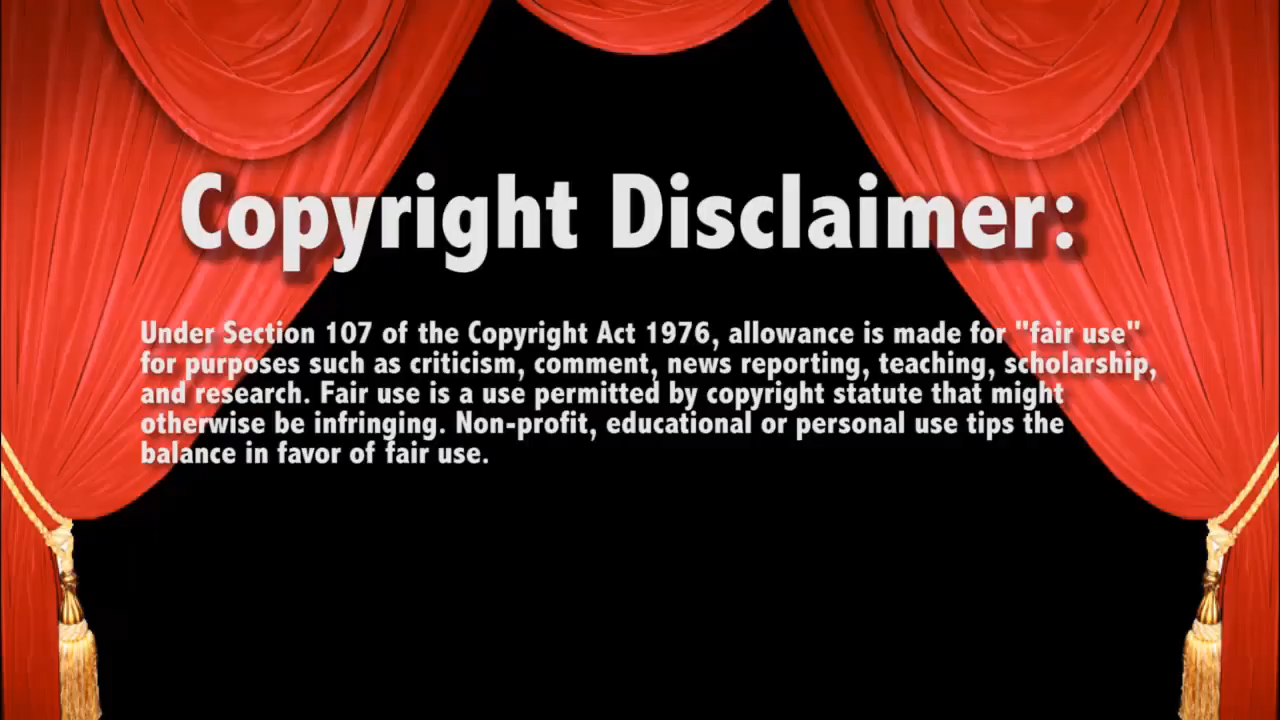 Copyright Disclaimer:
Under Section 107 of the Copyright Act 1976, allowance is made for "fair use"
for purposes such as criticism, comment, news reporting, teaching, scholarship,
and research. Fair use is a use permitted by copyright statute that might
otherwise be infringing. Non-profit, educational or personal use tips the
balance in favor of fair use.